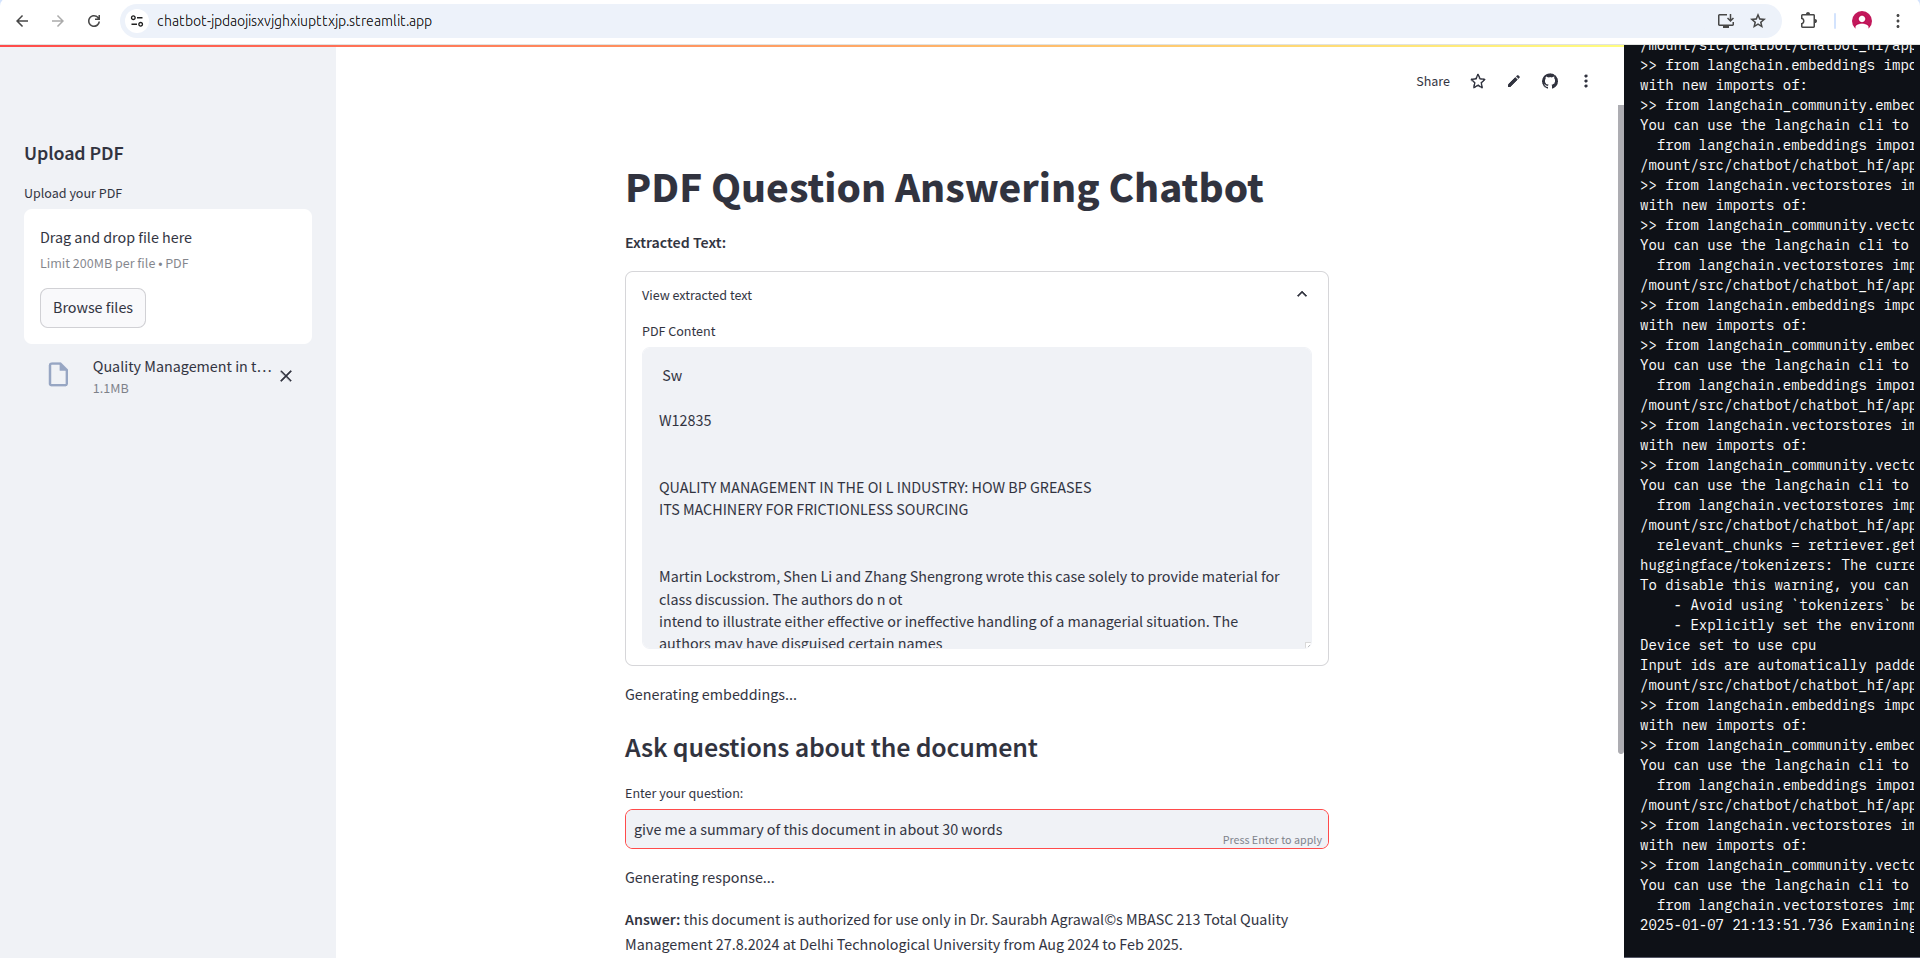 chatbot-jpdaojisxvjghxiupttxjp.streamlit.app
Share
Upload PDF
Upload your PDF
Drag and drop file here
Limit 200MB per file • PDF
Browse files
Quality Management in t...
1.1MB
PDF Question Answering Chatbot
Extracted Text:
View extracted text
PDF Content
Sw
W12835
QUALITY MANAGEMENT IN THE OI L INDUSTRY: HOW BP GREASES
ITS MACHINERY FOR FRICTIONLESS SOURCING
Martin Lockstrom, Shen Li and Zhang Shengrong wrote this case solely to provide material for
class discussion. The authors do n ot
intend to illustrate either effective or ineffective handling of a managerial situation. The
authors may have disguised certain names
Generating embeddings...
Ask questions about the document
Enter your question:
give me a summary of this document in about 30 words
Press Enter to apply
Generating response...
Answer: this document is authorized for use only in Dr. Saurabh Agrawal©s MBASC 213 Total Quality
Management 27.8.2024 at Delhi Technological University from Aug 2024 to Feb 2025.
/mount/src/chatbot/chatbot_hf/app
>> from langchain.embeddings impo
with new imports of:
>> from langchain_community.embed
You can use the langchain cli to
from langchain.embeddings impor
/mount/src/chatbot/chatbot_hf/app
>> from langchain.vectorstores im
with new imports of:
>> from langchain_community.vecto
You can use the langchain cli to
from langchain.vectorstores imp
/mount/src/chatbot/chatbot_hf/app
>> from langchain.embeddings impo
with new imports of:
>> from langchain_community.embed
You can use the langchain cli to
from langchain.embeddings impor
/mount/src/chatbot/chatbot_hf/app
>> from langchain.vectorstores im
with new imports of:
>> from langchain_community.vecto
You can use the langchain cli to
from langchain.vectorstores imp
/mount/src/chatbot/chatbot_hf/app
relevant_chunks = retriever.get
huggingface/tokenizers: The curre
To disable this warning, you can
- Avoid using `tokenizers` be
- Explicitly set the environm
Device set to use cpu
Input ids are automatically padde
/mount/src/chatbot/chatbot_hf/app
>> from langchain.embeddings impo
with new imports of:
>> from langchain_community.embed
You can use the langchain cli to
from langchain.embeddings impor
/mount/src/chatbot/chatbot_hf/app
>> from langchain.vectorstores im
with new imports of:
>> from langchain_community.vecto
You can use the langchain cli to
from langchain.vectorstores imp
2025-01-07 21:13:51.736 Examining